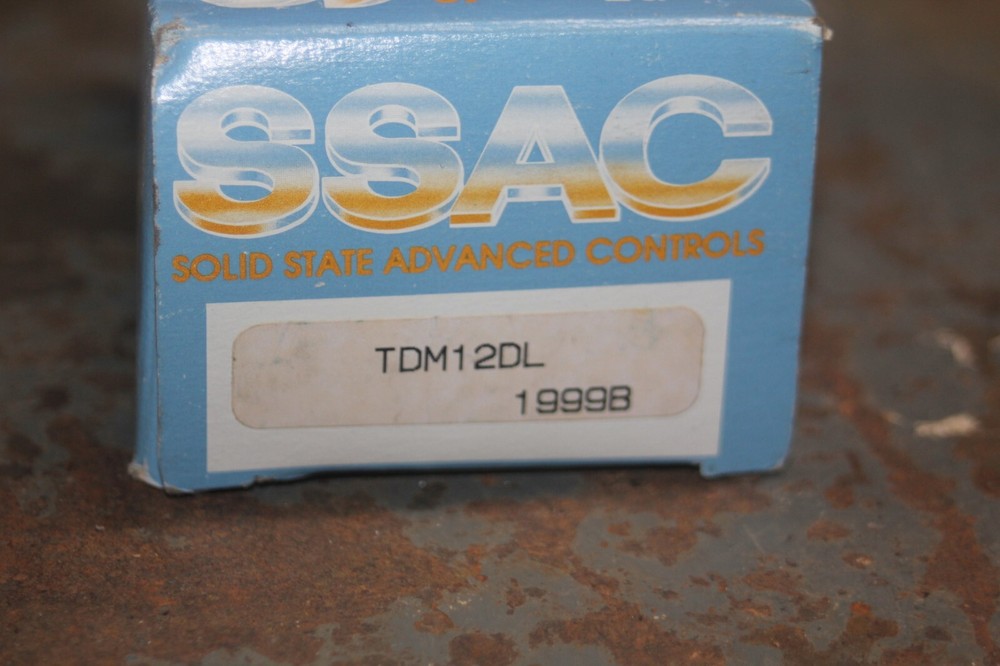 SSAC
SOLID STATE ADVANCED CONTROLS
TDM12DL
1999B